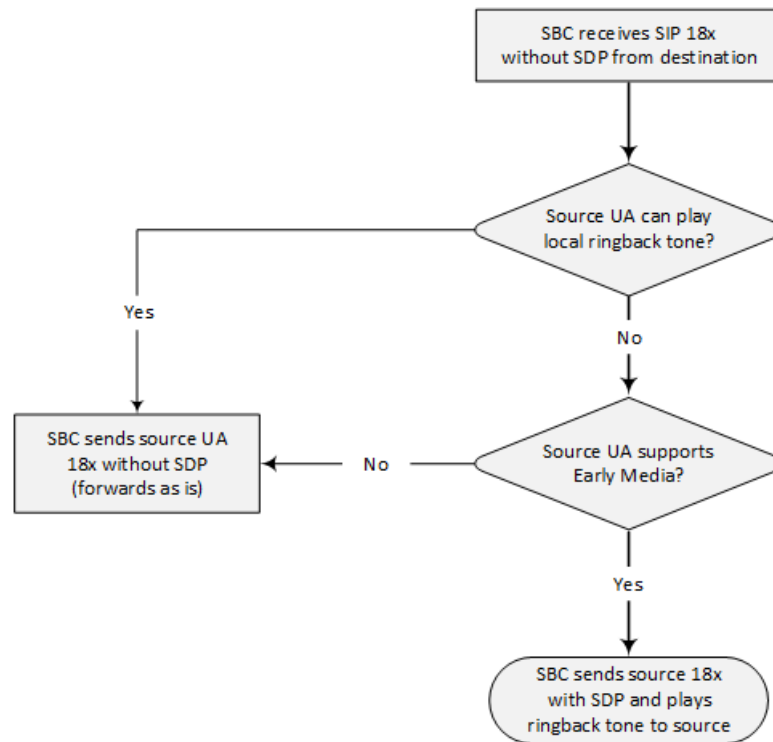 SBC receives SIP 18x
without SDP from destination
Source UA can play
local ringback tone?
Yes
No
SBC sends source UA
18x without SDP
(forwards as is)
No
Source UA supports
Early Media?
Yes
SBC sends source 18x
with SDP and plays
ringback tone to source